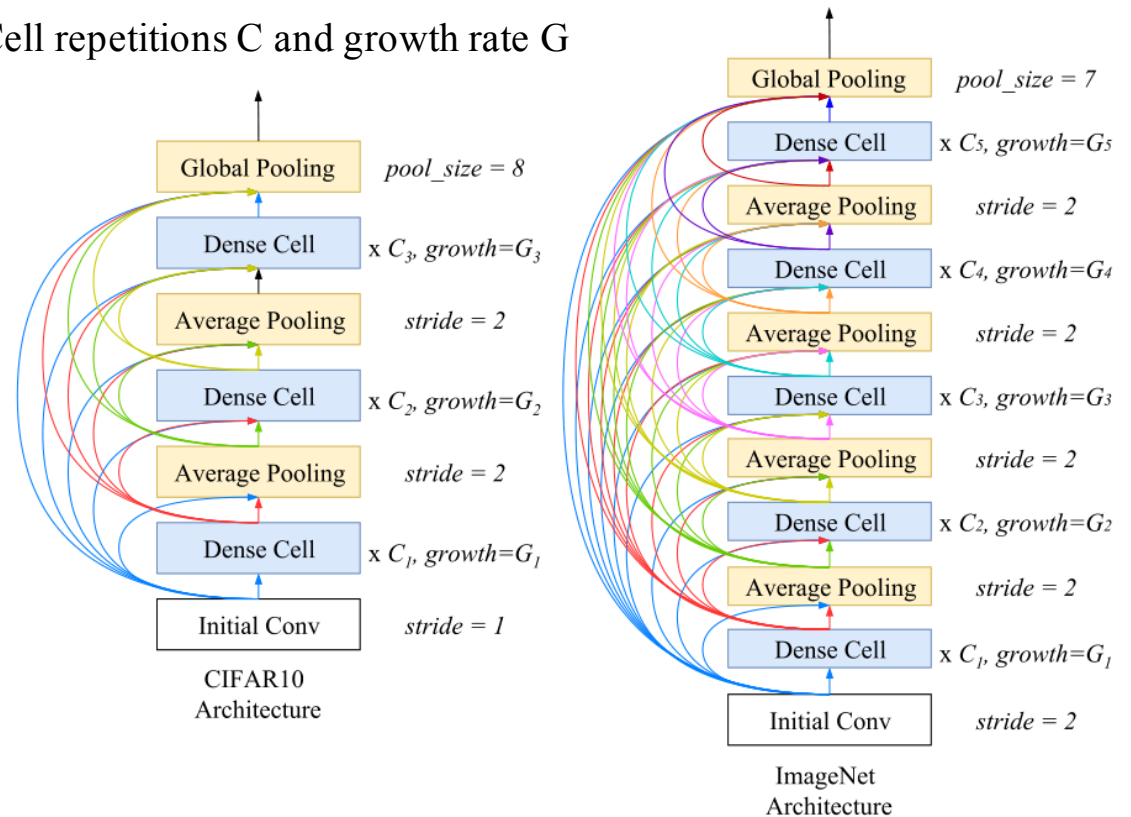 Cell repetitions C and growth rate G
Global Pooling pool_size = 8
Dense Cell x C3, growth=G3
Average Pooling stride = 2
Dense Cell x C2, growth=G2
Average Pooling stride = 2
Dense Cell x C1, growth=G1
Initial Conv stride = 1
CIFAR10
Architecture
Global Pooling pool_size = 7
Dense Cell x C5, growth=G5
Average Pooling stride = 2
Dense Cell x C4, growth=G4
Average Pooling stride = 2
Dense Cell x C3, growth=G3
Average Pooling stride = 2
Dense Cell x C2, growth=G2
Average Pooling stride = 2
Dense Cell x C1, growth=G1
Initial Conv stride = 2
ImageNet
Architecture